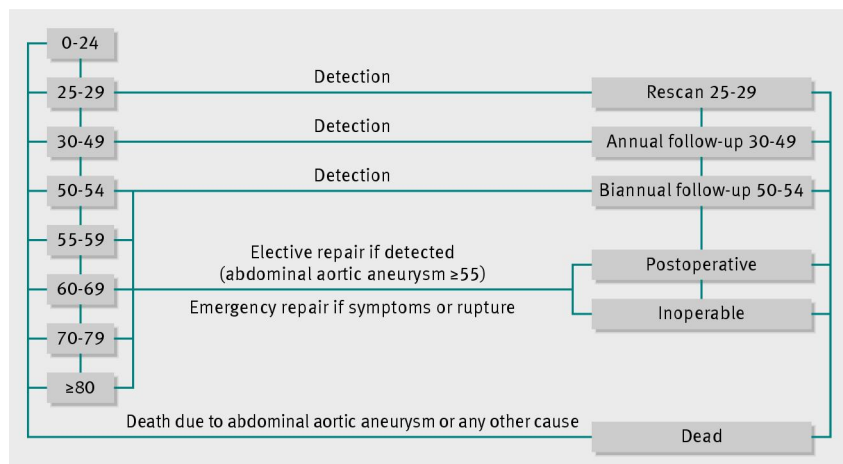 0-24
25-29
Detection
Rescan 25-29
30-49
Detection
Annual follow-up 30-49
50-54
Detection
Biannual follow-up 50-54
55-59
Elective repair if detected
(abdominal aortic aneurysm ≥55)
Postoperative
60-69
Emergency repair if symptoms or rupture
Inoperable
70-79
≥80
Death due to abdominal aortic aneurysm or any other cause
Dead